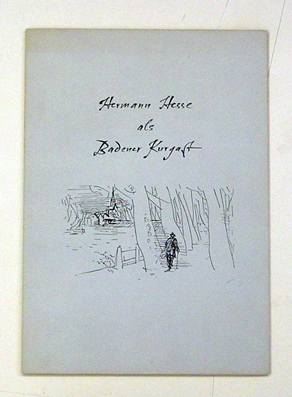 Hermann Hesse
als
Badener Kurgast